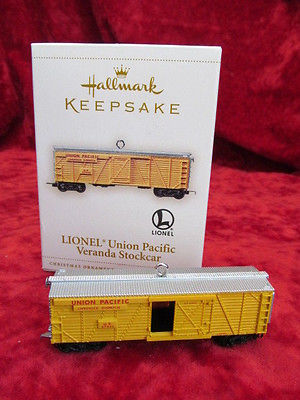 Hallmark
KEEPSAKE
UNION PACIFIC
L
LIONEL
LIONEL® Union Pacific
Veranda Stockcar
CHRISTMAS ORNAMENT
UNION PACIFIC